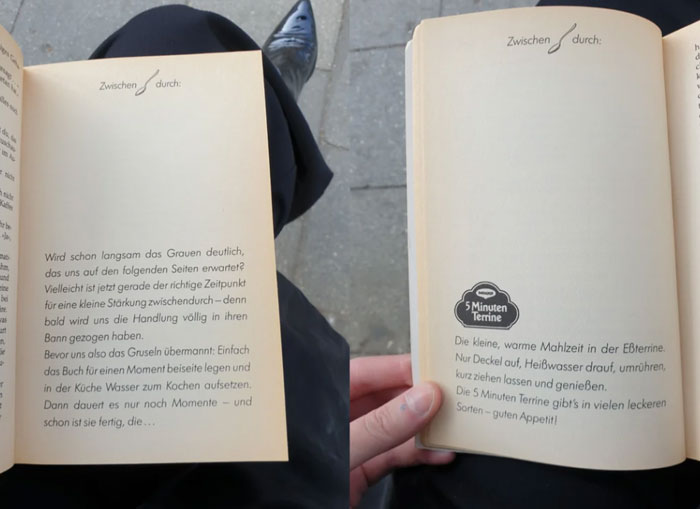 Zwischen durch:
Wird schon langsam das Grauen deutlich,
das uns auf den folgenden Seiten erwartet?
Vielleicht ist jetzt gerade der richtige Zeitpunkt
für eine kleine Stärkung zwischendurch – denn
bald wird uns die Handlung völlig in ihren
Bann gezogen haben.
Bevor uns also das Gruseln übermannt: Einfach
das Buch für einen Moment beiseite legen und
in der Küche Wasser zum Kochen aufsetzen.
Dann dauert es nur noch Momente – und
schon ist sie fertig, die...
Zwischen durch:
5 Minuten
Terrine
Die kleine, warme Mahlzeit in der Eßterrine.
Nur Deckel auf, Heißwasser drauf, umrühren,
kurz ziehen lassen und genießen.
Die 5 Minuten Terrine gibt's in vielen leckeren
Sorten – guten Appetit!